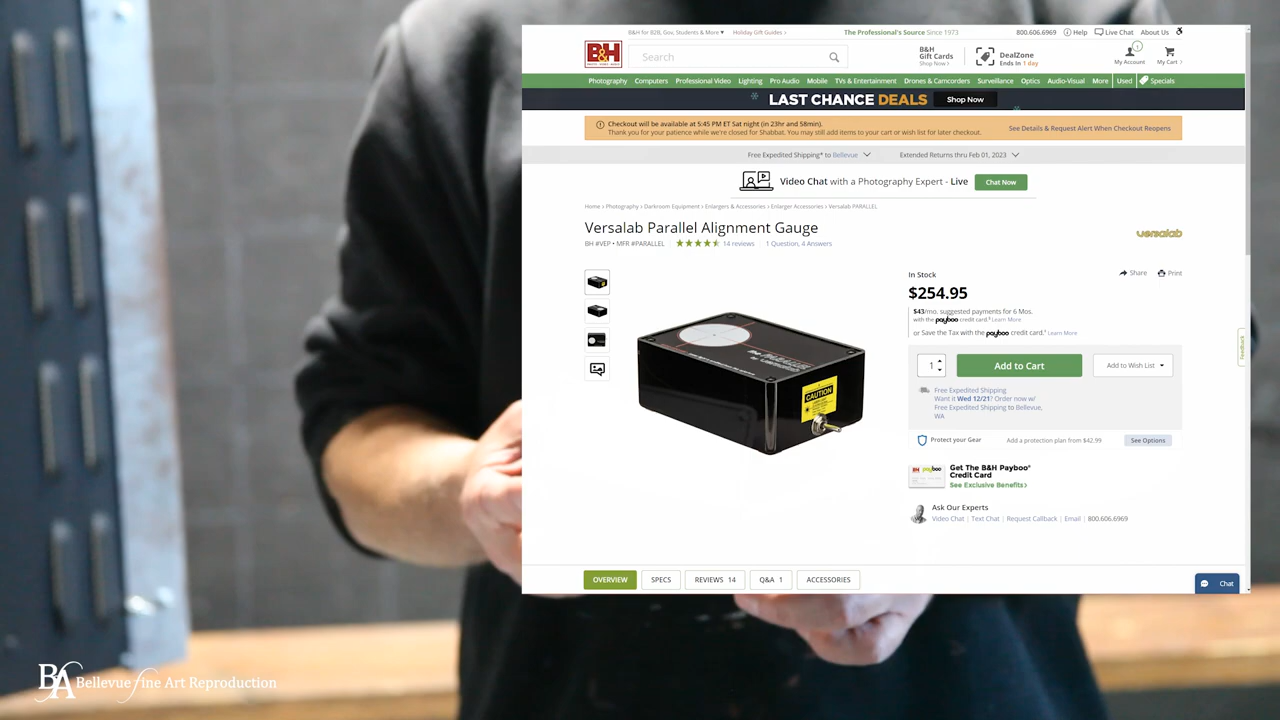 B&H for B2B, Gov, Students & More ▾ Holiday Gift Guides >
The Professional's Source Since 1973
800.606.6969 Help Live Chat About Us
B&H
PHOTO VIDEO AUDIO
Search
B&H
Gift Cards
Shop Now >
DealZone
Ends In 1 day
1
My Account
My Cart >
Photography Computers Professional Video Lighting Pro Audio Mobile TVs & Entertainment Drones & Camcorders Surveillance Optics Audio-Visual More Used Specials
LAST CHANCE DEALS Shop Now
Checkout will be available at 5:45 PM ET Sat night (in 23hr and 58min).
Thank you for your patience while we're closed for Shabbat. You may still add items to your cart or wish list for later checkout.
See Details & Request Alert When Checkout Reopens
Free Expedited Shipping* to Bellevue Extended Returns thru Feb 01, 2023
Video Chat with a Photography Expert - Live Chat Now
Home > Photography > Darkroom Equipment > Enlargers & Accessories > Enlarger Accessories > Versalab PARALLEL
Versalab Parallel Alignment Gauge
versalab
BH #VEP • MFR #PARALLEL 14 reviews 1 Question, 4 Answers
In Stock
Share Print
$254.95
$43/mo. suggested payments for 6 Mos.
with the payboo credit card.
Learn More
or Save the Tax with the payboo credit card. Learn More
CAUTION
1
Add to Cart
Add to Wish List
Free Expedited Shipping
Want it Wed 12/21? Order now w/
Free Expedited Shipping to Bellevue,
WA.
Protect your Gear Add a protection plan from $42.99 See Options
Get The B&H Payboo®
Credit Card
See Exclusive Benefits >
Ask Our Experts
Video Chat | Text Chat | Request Callback | Email | 800.606.6969
Feedback
OVERVIEW SPECS REVIEWS 14 Q&A 1 ACCESSORIES
Chat
BfA Bellevue fine Art Reproduction